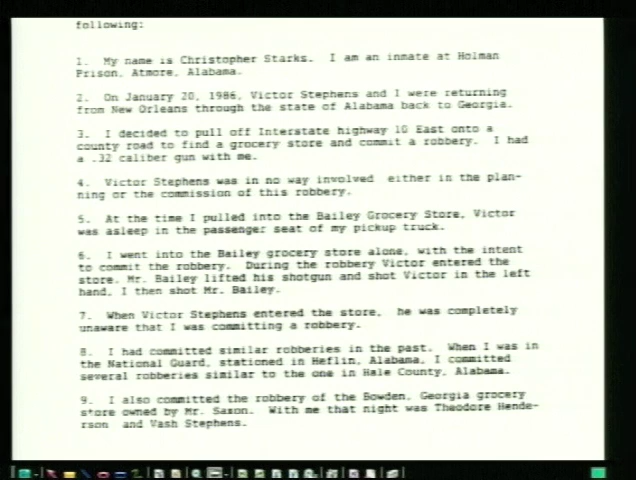 following:
1. My name is Christopher Starks. I am an inmate at Holman
Prison, Atmore, Alabama.
2. On January 20, 1986, Victor Stephens and I were returning
from New Orleans through the state of Alabama back to Georgia.
3. I decided to pull off Interstate highway 10 East onto a
county road to find a grocery store and commit a robbery. I had
a .32 caliber gun with me.
4. Victor Stephens was in no way involved either in the plan-
ning or the commission of this robbery.
5. At the time I pulled into the Bailey Grocery Store, Victor
was asleep in the passenger seat of my pickup truck.
6. I went into the Bailey grocery store alone, with the intent
to commit the robbery. During the robbery Victor entered the
store. Mr. Bailey lifted his shotgun and shot Victor in the left
hand. I then shot Mr. Bailey.
7. When Victor Stephens entered the store, he was completely
unaware that I was committing a robbery.
8. I had committed similar robberies in the past. When I was in
the National Guard, stationed in Heflin, Alabama, I committed
several robberies similar to the one in Hale County, Alabama.
9. I also committed the robbery of the Bowden, Georgia grocery
store owned by Mr. Saxon. With me that night was Theodore Hende-
rson and Vash Stephens.